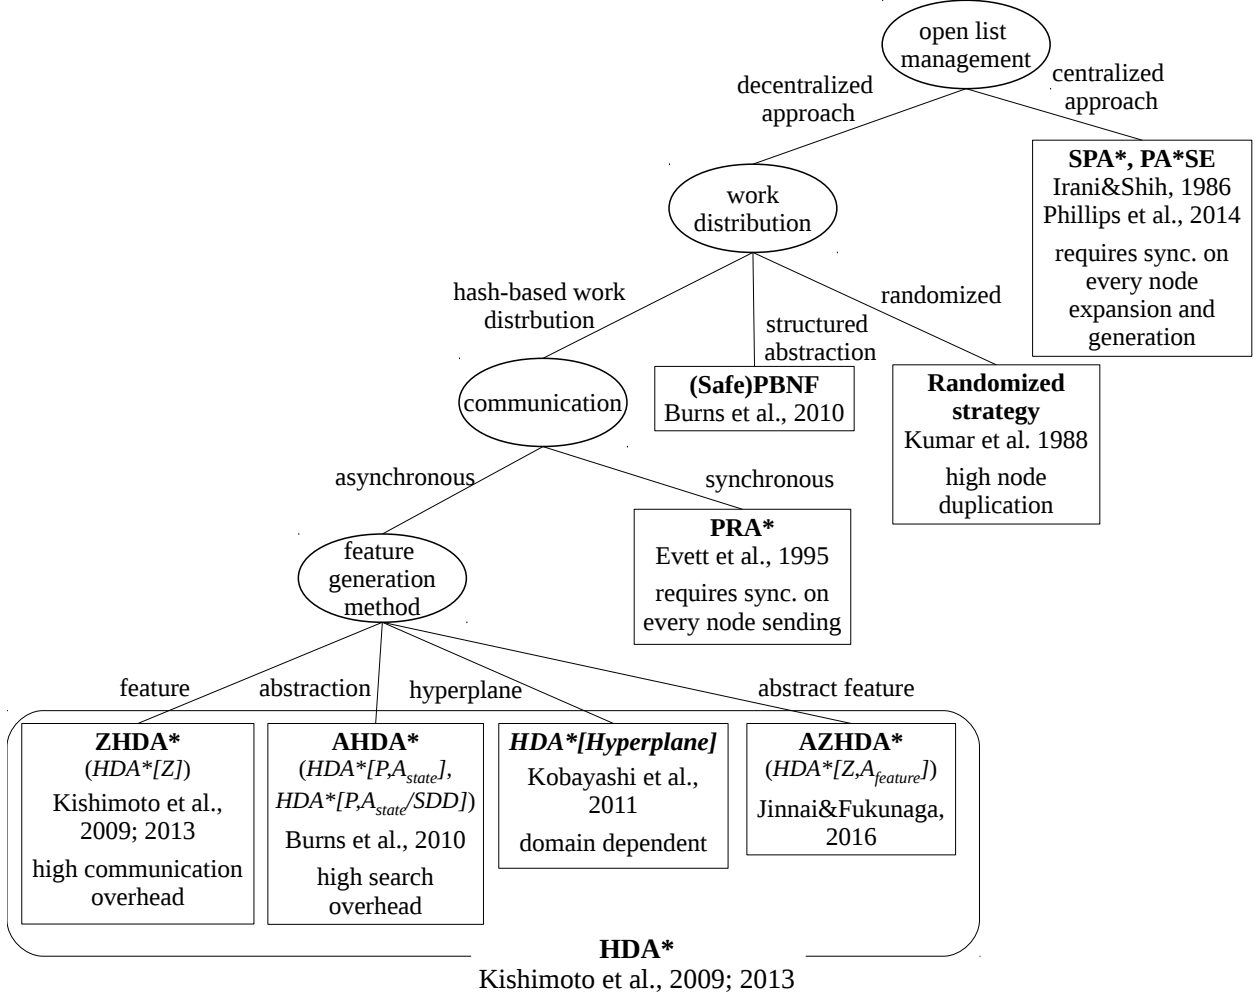 open list
management
decentralized
approach
centralized
approach
SPA*, PA*SE
Irani&Shih, 1986
Phillips et al., 2014
requires sync. on
every node
expansion and
generation
work
distribution
hash-based work
distrbution
structured
abstraction
randomized
(Safe)PBNF
Burns et al., 2010
Randomized
strategy
Kumar et al. 1988
high node
duplication
communication
asynchronous
synchronous
PRA*
Evett et al., 1995
requires sync. on
every node sending
feature
generation
method
feature
abstraction
hyperplane
abstract feature
ZHDA*
(HDA*[Z])
Kishimoto et al.,
2009; 2013
high communication
overhead
AHDA*
(HDA*[P,Astate],
HDA*[P,Astate/SDD])
Burns et al., 2010
high search
overhead
HDA*[Hyperplane]
Kobayashi et al.,
2011
domain dependent
AZHDA*
(HDA*[Z,Afeature])
Jinnai&Fukunaga,
2016
HDA*
Kishimoto et al., 2009; 2013